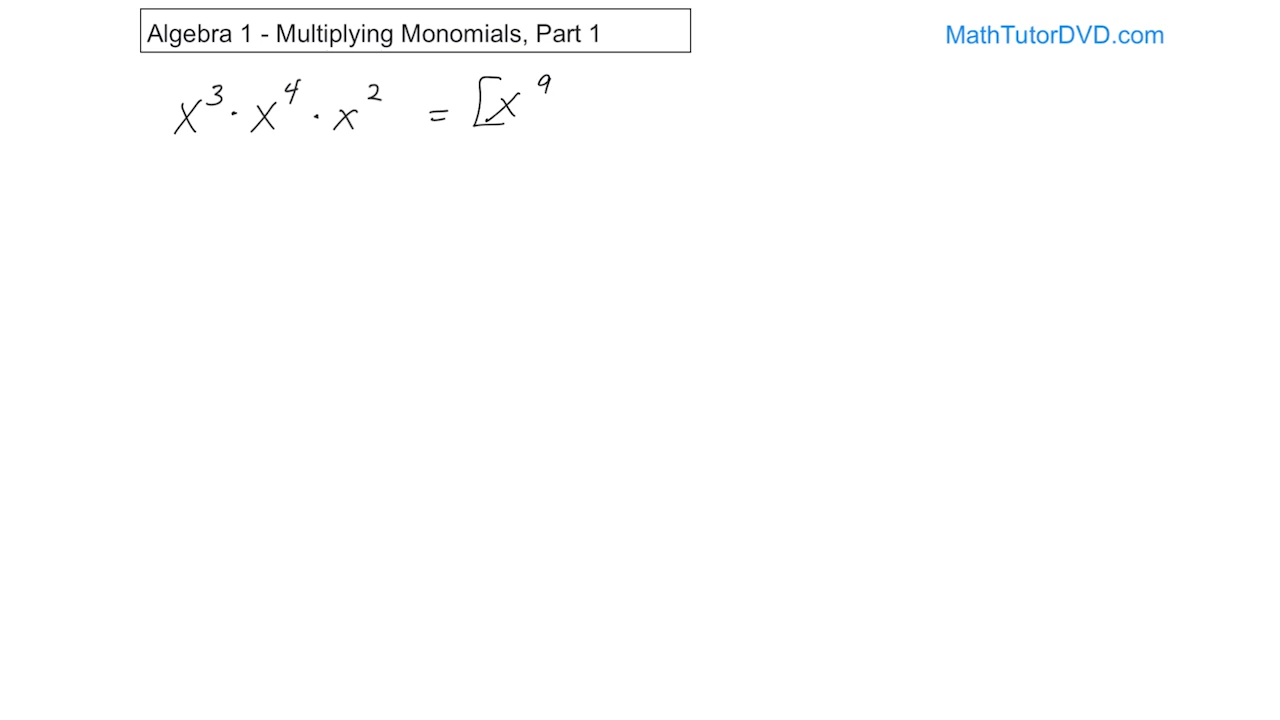 Algebra 1 - Multiplying Monomials, Part 1
MathTutorDVD.com
x³ · x⁴ · x² = [x⁹